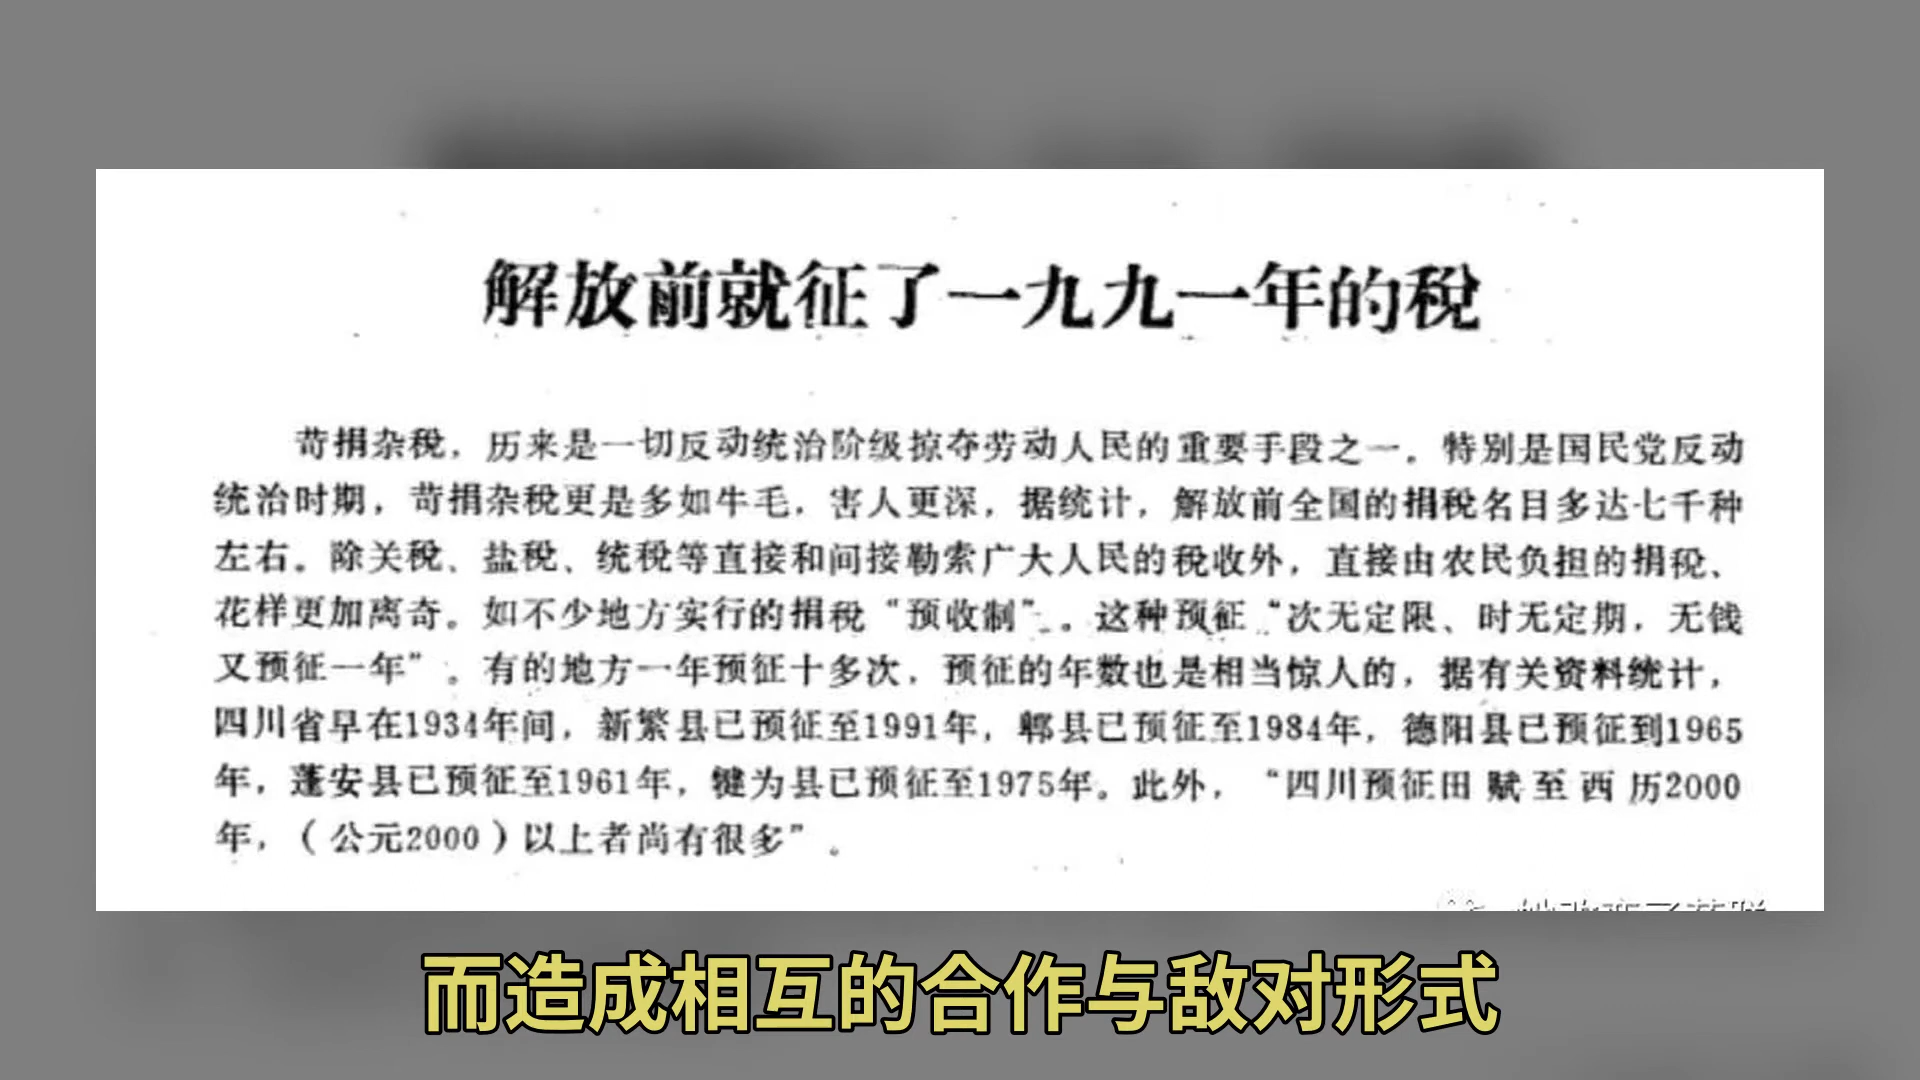 解放前就征了一九九一年的税
苛捐杂税，历来是一切反动统治阶级掠夺劳动人民的重要手段之一。特别是国民党反动
统治时期，苛捐杂税更是多如牛毛，害人更深，据统计，解放前全国的捐税名目多达七千种
左右。除关税、盐税、统税等直接和间接勒索广大人民的税收外，直接由农民负担的捐税、
花样更加离奇。如不少地方实行的捐税“预收制”。这种预征“次无定限、时无定期，无钱
又预征一年”。有的地方一年预征十多次，预征的年数也是相当惊人的，据有关资料统计，
四川省早在1934年间，新繁县已预征至1991年，郫县已预征至1984年，德阳县已预征到1965
年，蓬安县已预征至1961年，犍为县已预征至1975年。此外，“四川预征田赋至西历2000
年，（公元2000）以上者尚有很多”。
而造成相互的合作与敌对形式